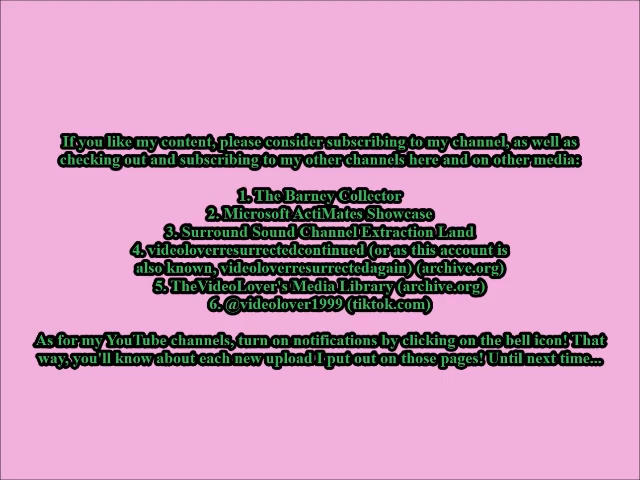 If you like my content, please consider subscribing to my channel, as well as
checking out and subscribing to my other channels here and on other media:
1. The Barney Collector
2. Microsoft ActiMates Showcase
3. Surround Sound Channel Extraction Land
4. videoloverresurrectedcontinued (or as this account is
also known, videoloverresurrectedagain) (archive.org)
5. TheVideoLover's Media Library (archive.org)
6. @videolover1999 (tiktok.com)
As for my YouTube channels, turn on notifications by clicking on the bell icon! That
way, you'll know about each new upload I put out on those pages! Until next time...